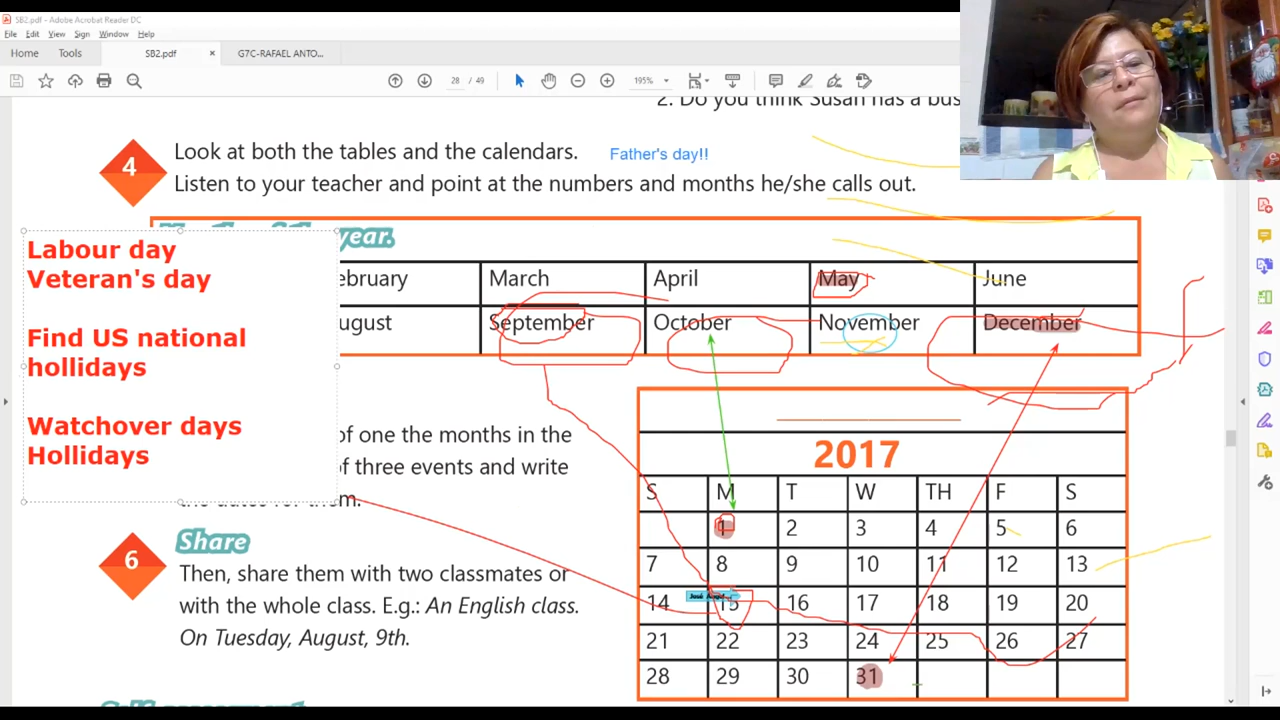 SB2.pdf - Adobe Acrobat Reader DC
File Edit View Sign Window Help
Home Tools SB2.pdf × G7C-RAFAEL ANTO...
28 / 49 195%
2. Do you think Susan has a bus
4 Look at both the tables and the calendars. Father's day!!
Listen to your teacher and point at the numbers and months he/she calls out.
year.
Labour day
Veteran's day
Find US national
hollidays
Watchover days
Hollidays
ebruary March April May June
ugust September October November December
of one the months in the
of three events and write
the dates for them.
6 Share
Then, share them with two classmates or
with the whole class. E.g.: An English class.
On Tuesday, August, 9th.
2017
S M T W TH F S
1 2 3 4 5 6
7 8 9 10 11 12 13
14 15 16 17 18 19 20
21 22 23 24 25 26 27
28 29 30 31